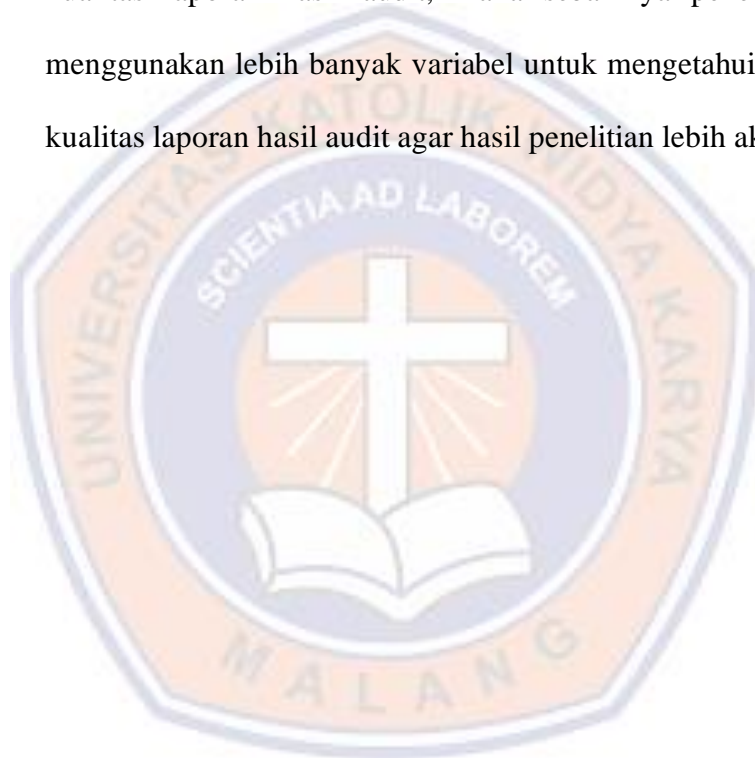 menggunakan lebih banyak variabel untuk mengetahui
kualitas laporan hasil audit agar hasil penelitian lebih
UNIVERSITAS KATOLIK WIDYA KARYA
SCIENTIA AD LABOREM
MALANG